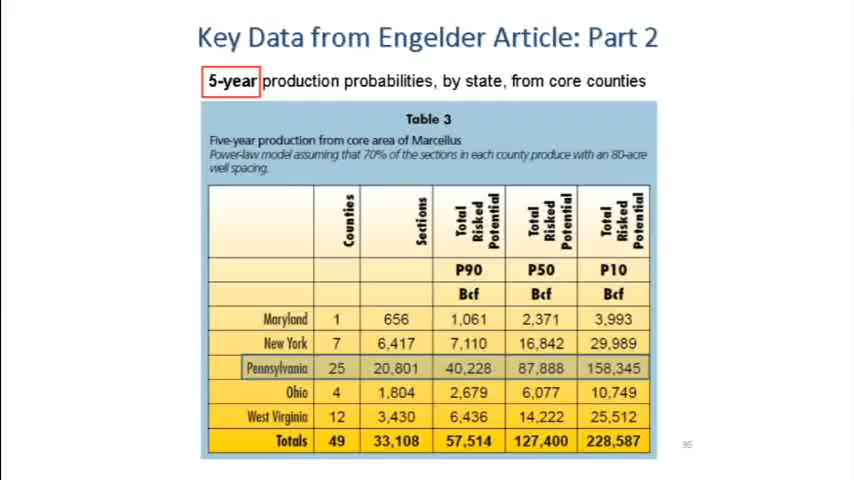 Key Data from Engelder Article: Part 2
5-year production probabilities, by state, from core counties
Table 3
Five-year production from core area of Marcellus
Power-law model assuming that 70% of the sections in each county produce with an 80-acre
well spacing.
Counties Sections Total Risked Potential Total Risked Potential Total Risked Potential
P90 P50 P10
Bcf Bcf Bcf
Maryland 1 656 1,061 2,371 3,993
New York 7 6,417 7,110 16,842 29,989
Pennsylvania 25 20,801 40,228 87,888 158,345
Ohio 4 1,804 2,679 6,077 10,749
West Virginia 12 3,430 6,436 14,222 25,512
Totals 49 33,108 57,514 127,400 228,587